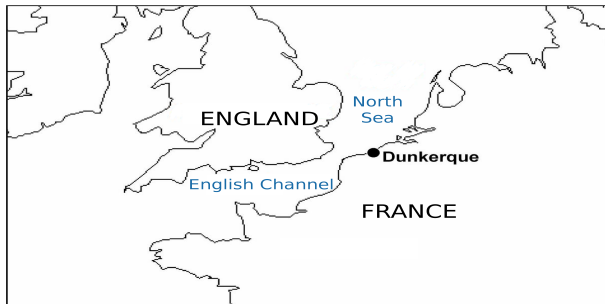 North
Sea
ENGLAND
Dunkerque
English Channel
FRANCE